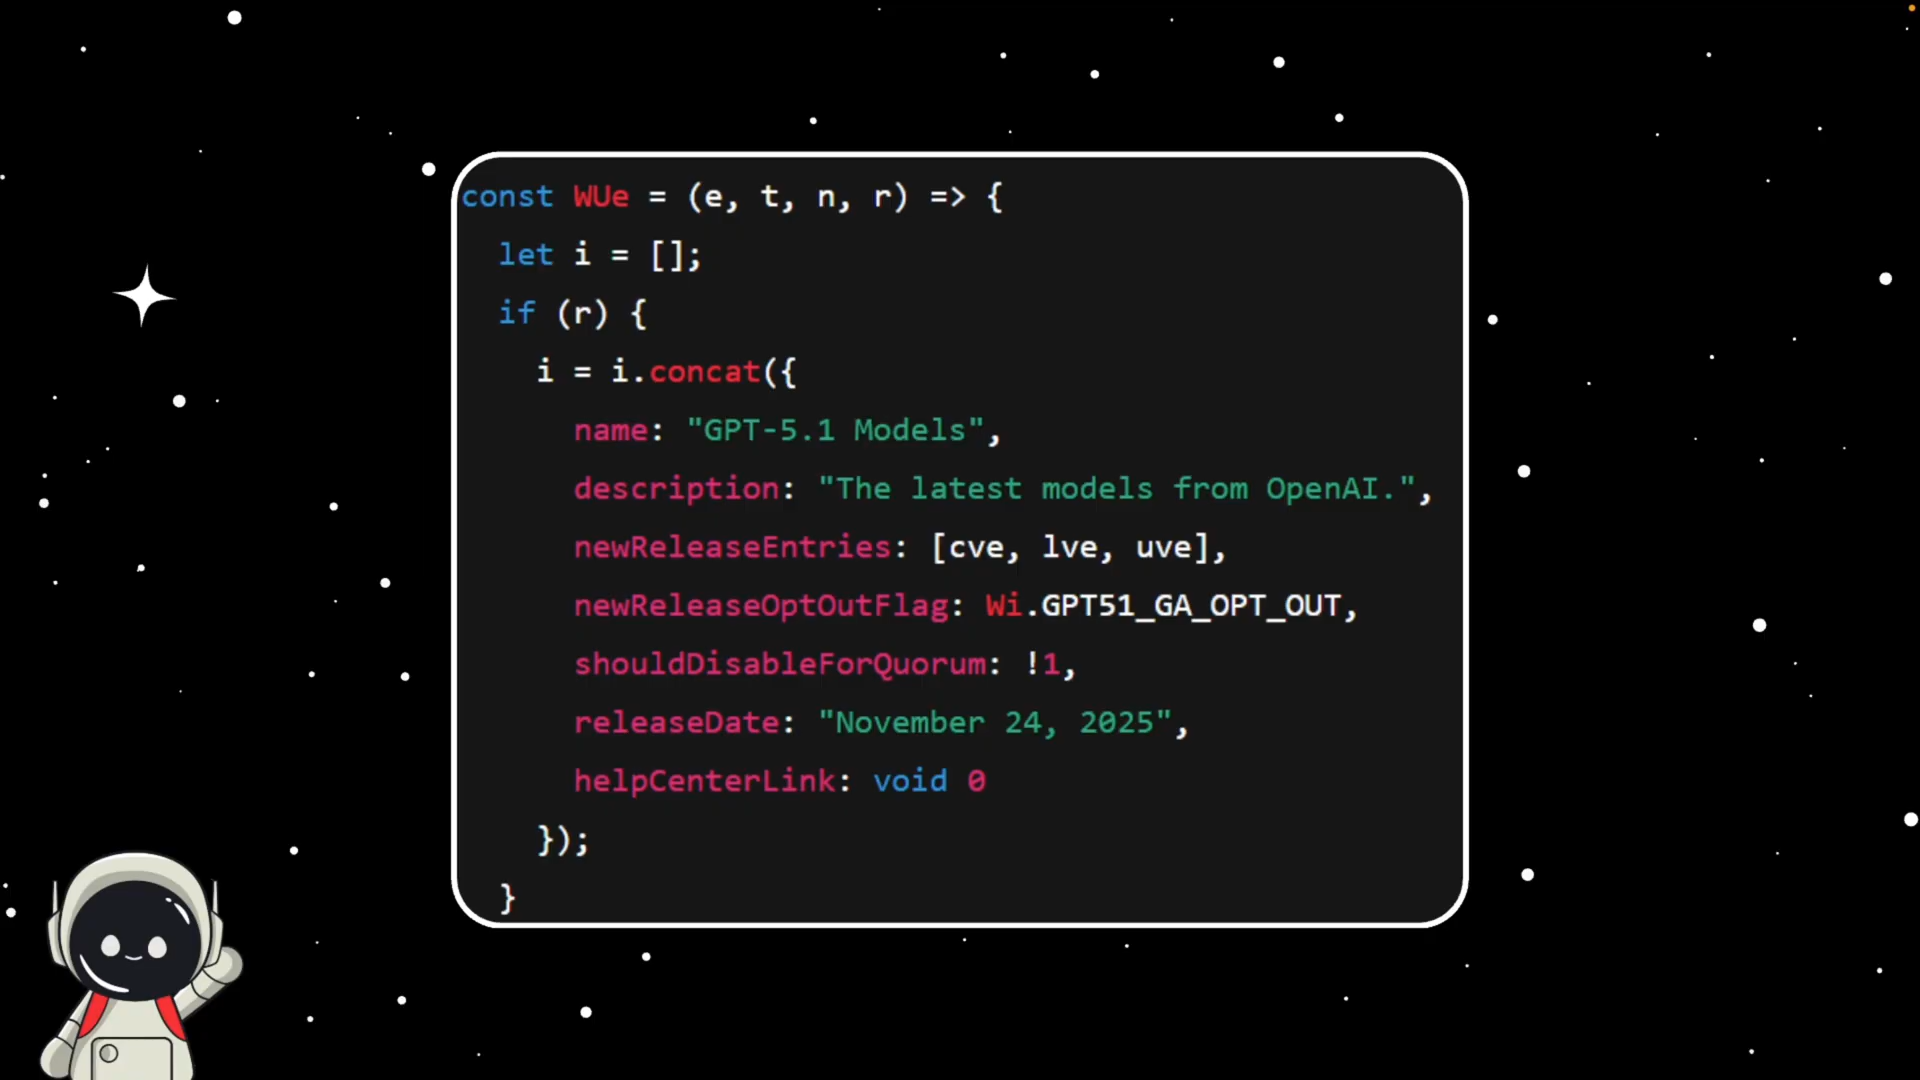 const WUe = (e, t, n, r) => {
let i = [];
if (r) {
i = i.concat({
name: "GPT-5.1 Models",
description: "The latest models from OpenAI.",
newReleaseEntries: [cve, lve, uve],
newReleaseOptOutFlag: Wi.GPT51_GA_OPT_OUT,
shouldDisableForQuorum: !1,
releaseDate: "November 24, 2025",
helpCenterLink: void 0
});
}